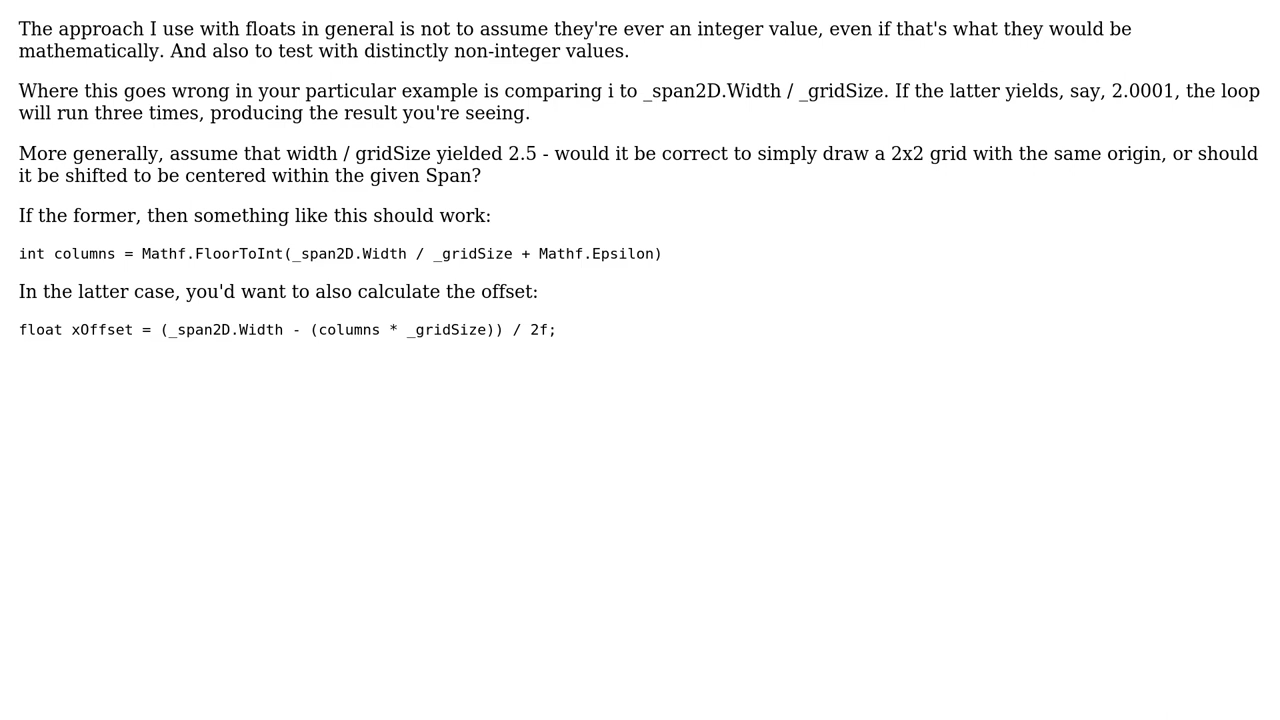 The approach I use with floats in general is not to assume they're ever an integer value, even if that's what they would be
mathematically. And also to test with distinctly non-integer values.
Where this goes wrong in your particular example is comparing i to _span2D.Width / _gridSize. If the latter yields, say, 2.0001, the loop
will run three times, producing the result you're seeing.
More generally, assume that width / gridSize yielded 2.5 - would it be correct to simply draw a 2x2 grid with the same origin, or should
it be shifted to be centered within the given Span?
If the former, then something like this should work:
int columns = Mathf.FloorToInt(_span2D.Width / _gridSize + Mathf.Epsilon)
In the latter case, you'd want to also calculate the offset:
float xOffset = (_span2D.Width - (columns * _gridSize)) / 2f;